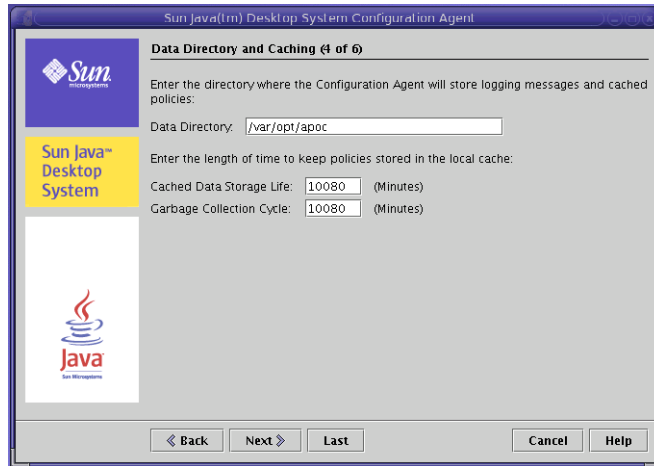 Sun Java(tm) Desktop System Configuration Agent
Sun
microsystems
Sun Java™
Desktop
System
Java
Sun Microsystems
Data Directory and Caching (4 of 6)
Enter the directory where the Configuration Agent will store logging messages and cached
policies:
Data Directory: /var/opt/apoc
Enter the length of time to keep policies stored in the local cache:
Cached Data Storage Life: 10080 (Minutes)
Garbage Collection Cycle: 10080 (Minutes)
Back Next Last Cancel Help